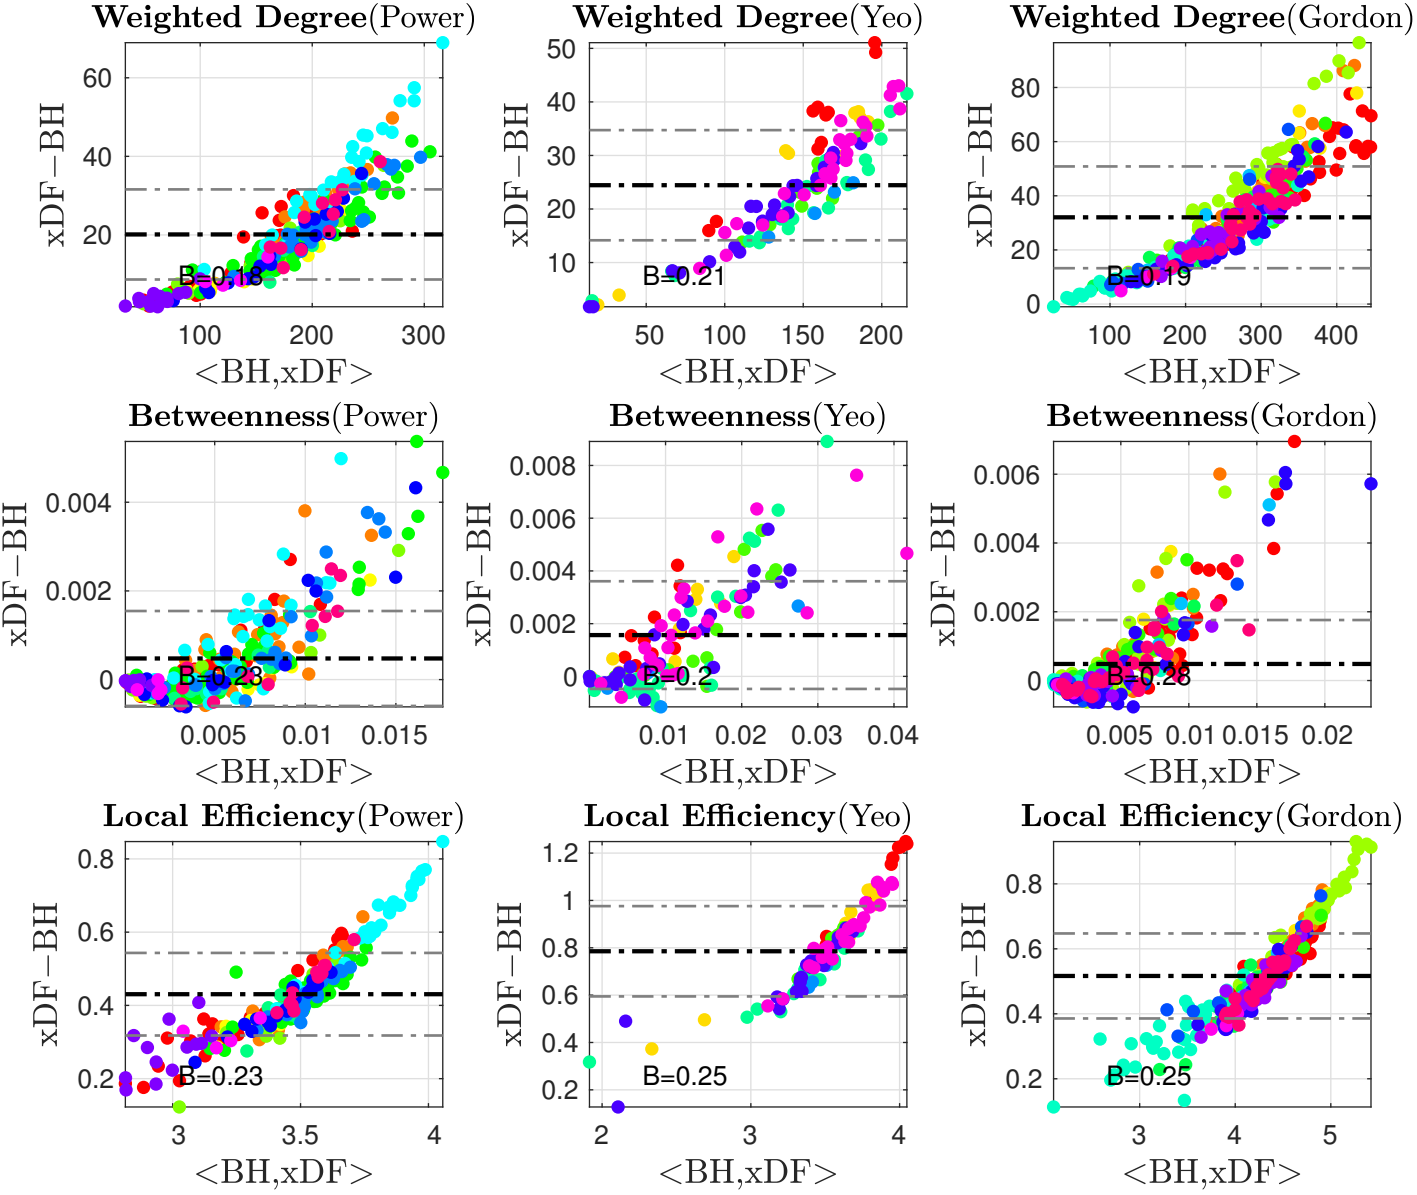 Weighted Degree(Power)
60
40
20
xDF−BH
B=0.18
100 200 300
<BH,xDF>
Weighted Degree(Yeo)
50
40
30
20
10
xDF−BH
B=0.21
50 100 150 200
<BH,xDF>
Weighted Degree(Gordon)
80
60
40
20
0
xDF−BH
B=0.19
100 200 300 400
<BH,xDF>
Betweenness(Power)
0.004
0.002
0
xDF−BH
B=0.23
0.005 0.01 0.015
<BH,xDF>
Betweenness(Yeo)
0.008
0.006
0.004
0.002
0
xDF−BH
B=0.2
0.01 0.02 0.03 0.04
<BH,xDF>
Betweenness(Gordon)
0.006
0.004
0.002
0
xDF−BH
B=0.28
0.005 0.01 0.015 0.02
<BH,xDF>
Local Efficiency(Power)
0.8
0.6
0.4
0.2
xDF−BH
B=0.23
3 3.5 4
<BH,xDF>
Local Efficiency(Yeo)
1.2
1
0.8
0.6
0.4
0.2
xDF−BH
B=0.25
2 3 4
<BH,xDF>
Local Efficiency(Gordon)
0.8
0.6
0.4
0.2
xDF−BH
B=0.25
3 4 5
<BH,xDF>